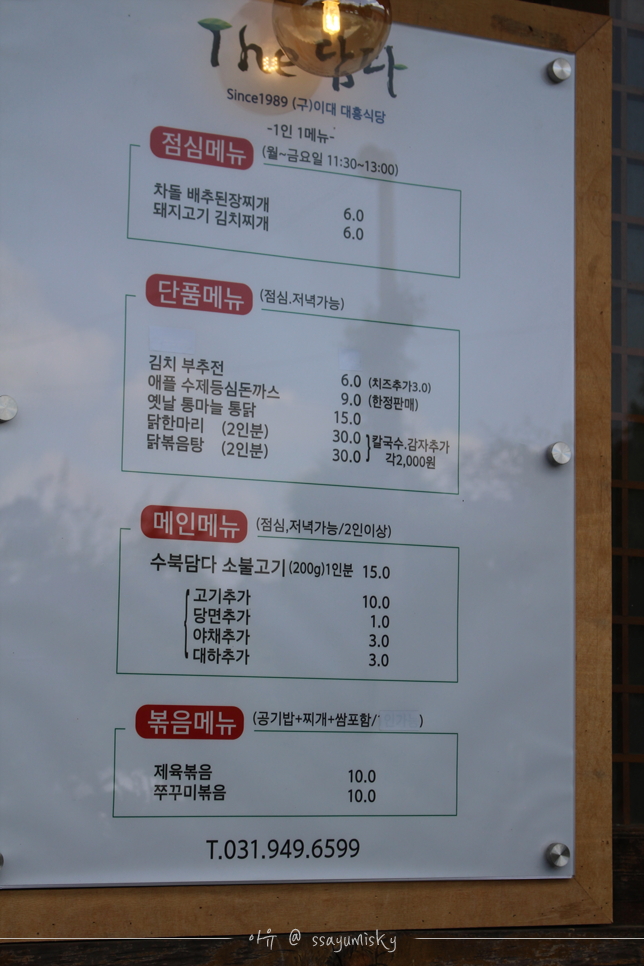 The 담다
Since1989 (구)이대 대흥식당
-1인 1메뉴-
점심메뉴 (월~금요일 11:30~13:00)
차돌 배추된장찌개 6.0
돼지고기 김치찌개 6.0
단품메뉴 (점심.저녁가능)
김치 부추전 6.0 (치즈추가3.0)
애플 수제등심돈까스 9.0 (한정판매)
옛날 통마늘 통닭 15.0
닭한마리 (2인분) 30.0 칼국수.감자추가
닭볶음탕 (2인분) 30.0 각2,000원
메인메뉴 (점심,저녁가능/2인이상)
수북담다 소불고기(200g)1인분 15.0
고기추가 10.0
당면추가 1.0
야채추가 3.0
대하추가 3.0
볶음메뉴 (공기밥+찌개+쌈포함/ )
제육볶음 10.0
쭈꾸미볶음 10.0
T.031.949.6599
아유 @ ssayumisky